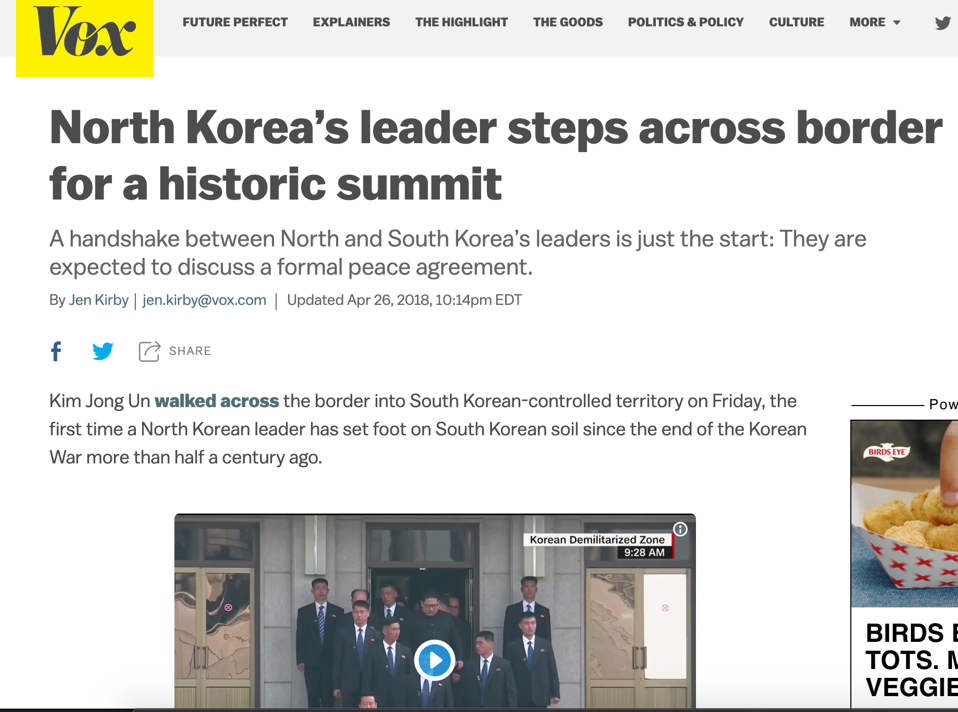 Vox
FUTURE PERFECT EXPLAINERS THE HIGHLIGHT THE GOODS POLITICS & POLICY CULTURE MORE
North Korea’s leader steps across border
for a historic summit
A handshake between North and South Korea’s leaders is just the start: They are
expected to discuss a formal peace agreement.
By Jen Kirby | jen.kirby@vox.com | Updated Apr 26, 2018, 10:14pm EDT
SHARE
Kim Jong Un walked across the border into South Korean-controlled territory on Friday, the
first time a North Korean leader has set foot on South Korean soil since the end of the Korean
War more than half a century ago.
Korean Demilitarized Zone
9:28 AM
Pow
BIRDS EYE
BIRDS E
TOTS. M
VEGGIE